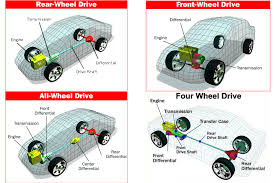 Rear-Wheel Drive
Transmission
Engine
Drive Shaft
Differential
Front-Wheel Drive
Differential
Engine
Transmission
All-Wheel Drive
Front
Differential
Transmission
Engine
Center
Differential
Rear
Differential
Four Wheel Drive
Engine
Transmission
Transfer Case
Rear
Drive Shaft
Front
Drive Shaft
Front
Differential
Rear
Differential